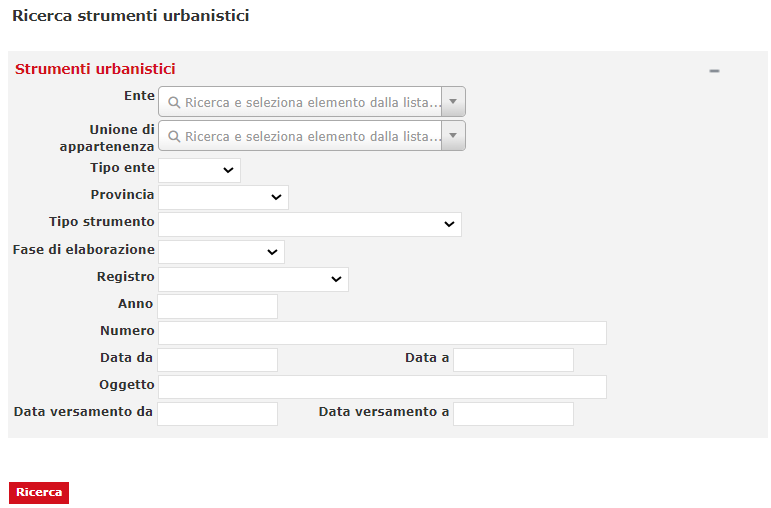 Ricerca strumenti urbanistici
Strumenti urbanistici
Ente
Ricerca e seleziona elemento dalla lista...
Unione di
appartenenza
Ricerca e seleziona elemento dalla lista...
Tipo ente
Provincia
Tipo strumento
Fase di elaborazione
Registro
Anno
Numero
Data da Data a
Oggetto
Data versamento da Data versamento a
Ricerca